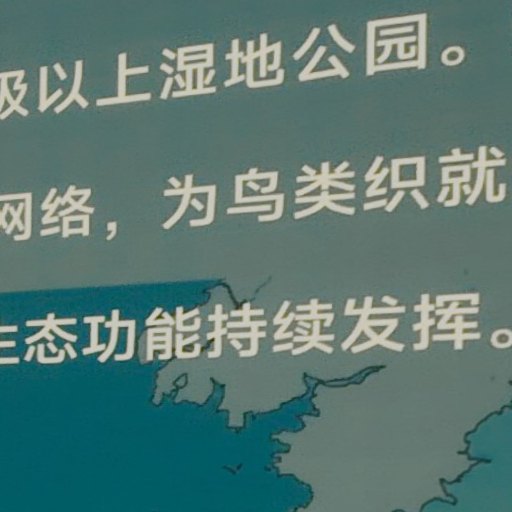 级以上湿地公园。
网络，为鸟类织就
生态功能持续发挥。